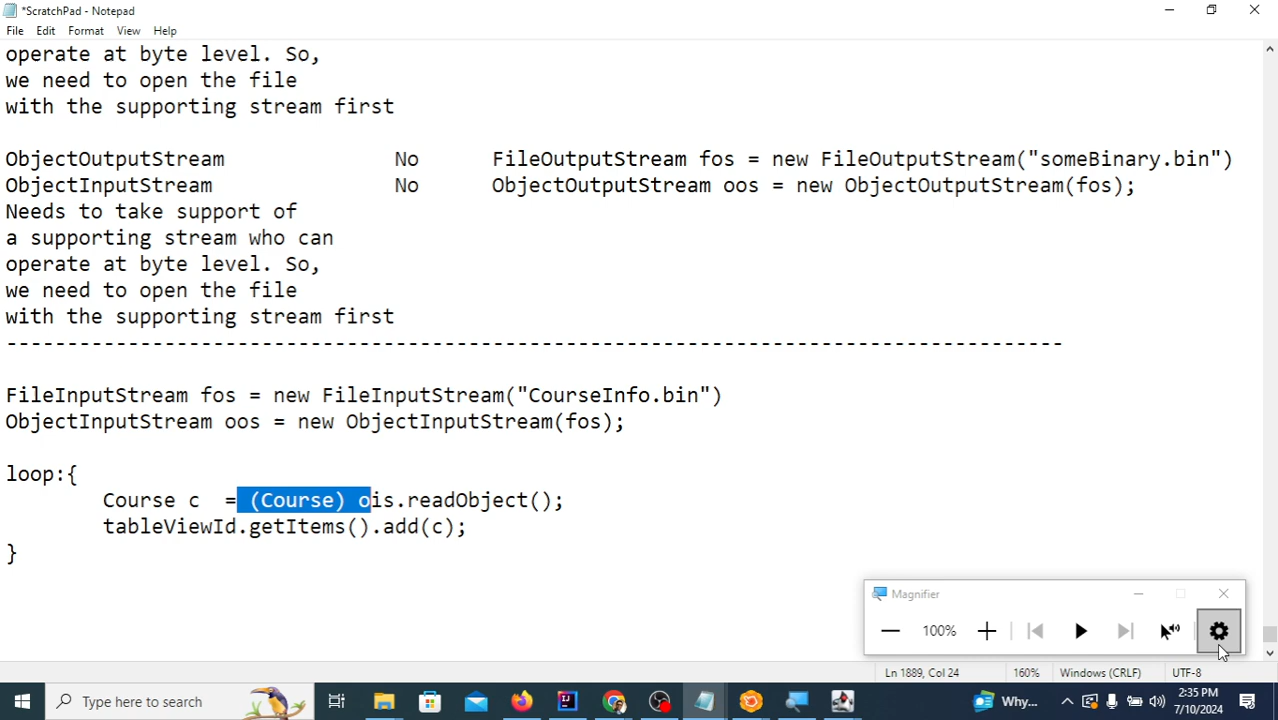 *ScratchPad - Notepad
File Edit Format View Help
operate at byte level. So,
we need to open the file
with the supporting stream first
ObjectOutputStream No FileOutputStream fos = new FileOutputStream("someBinary.bin")
ObjectInputStream No ObjectOutputStream oos = new ObjectOutputStream(fos);
Needs to take support of
a supporting stream who can
operate at byte level. So,
we need to open the file
with the supporting stream first
---------------------------------------------------------------------------------------
FileInputStream fos = new FileInputStream("CourseInfo.bin")
ObjectInputStream oos = new ObjectInputStream(fos);
loop:{
Course c = (Course) ois.readObject();
tableViewId.getItems().add(c);
}
Magnifier
100%
Ln 1889, Col 24 160% Windows (CRLF) UTF-8
Type here to search Why... 2:35 PM
7/10/2024